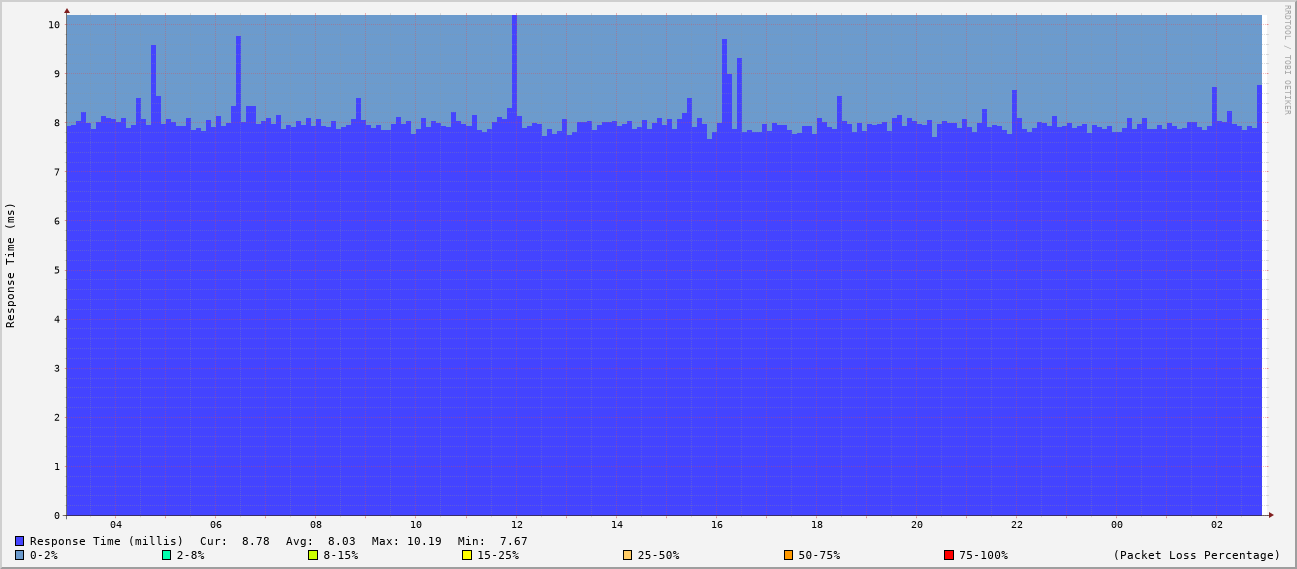 RRDTOOL / TOBI OETIKER
Response Time (ms)
10
9
8
7
6
5
4
3
2
1
0
04 06 08 10 12 14 16 18 20 22 00 02
Response Time (millis) Cur: 8.78 Avg: 8.03 Max: 10.19 Min: 7.67
0-2% 2-8% 8-15% 15-25% 25-50% 50-75% 75-100% (Packet Loss Percentage)